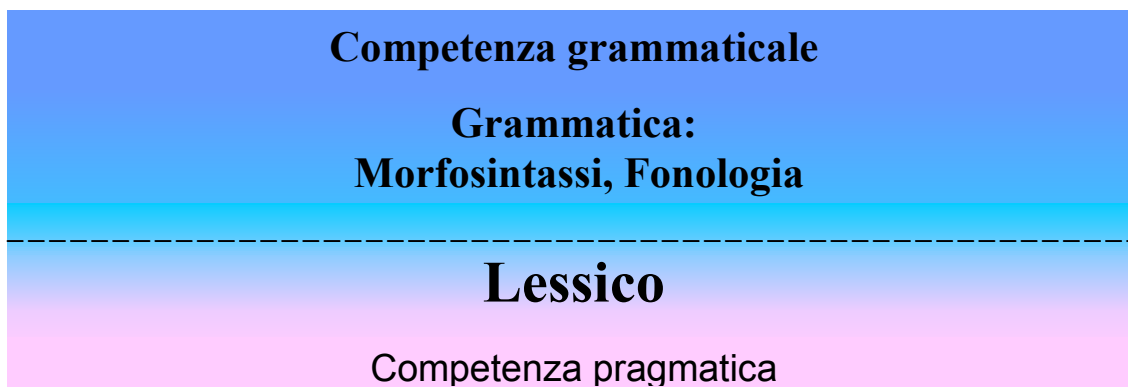 Competenza grammaticale
Grammatica:
Morfosintassi, Fonologia
Lessico
Competenza pragmatica